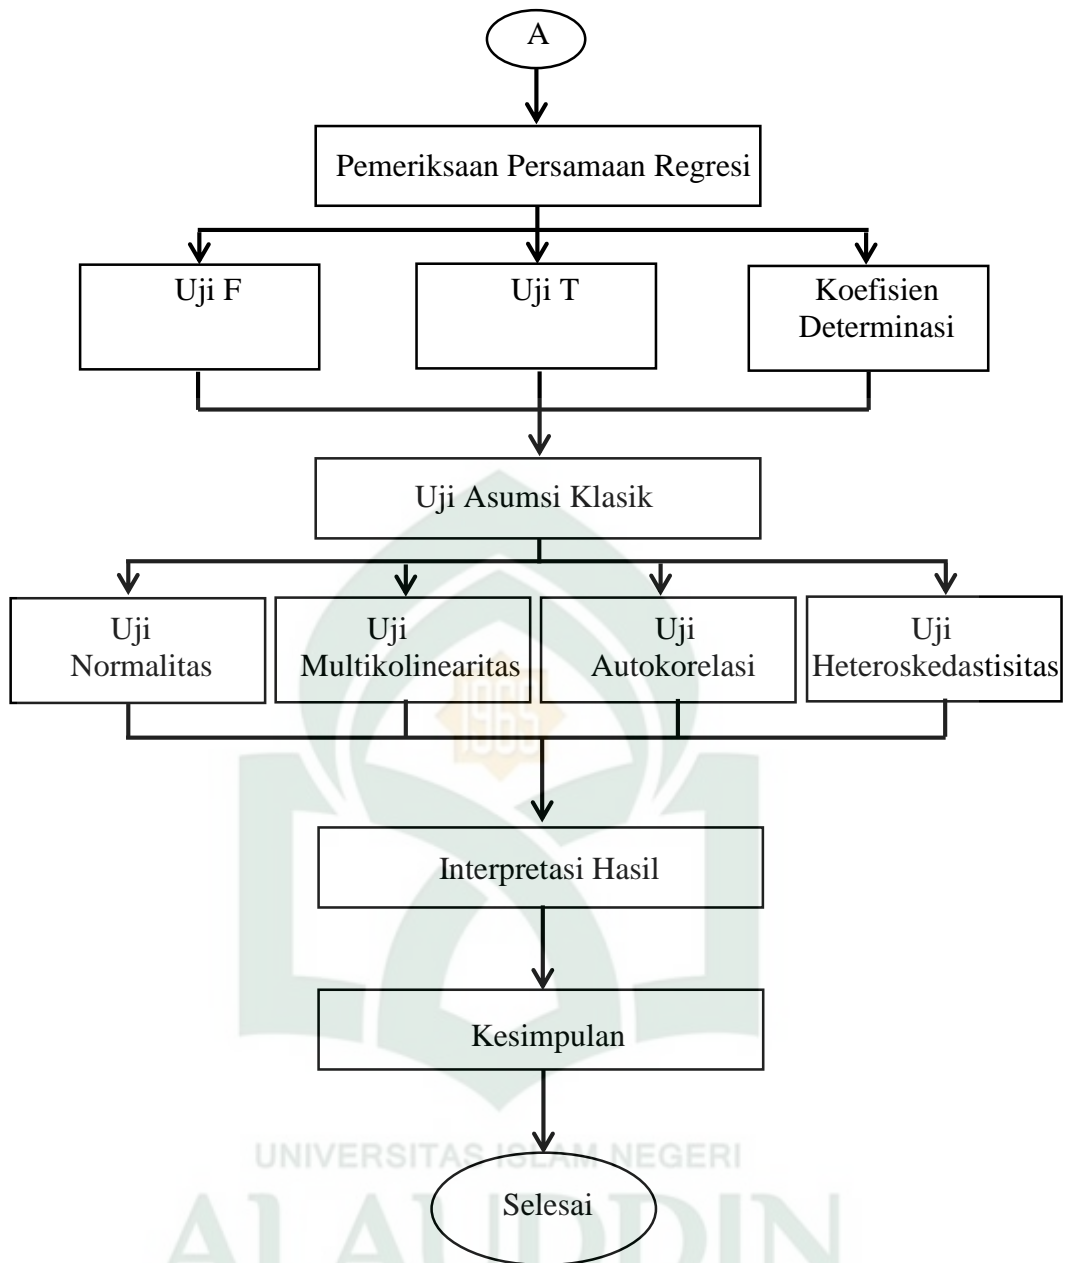 A
Pemeriksaan Persamaan Regresi
Uji F
Uji T
Koefisien
Determinasi
Uji Asumsi Klasik
Uji
Normalitas
Uji
Multikolinearitas
Uji
Autokorelasi
Uji
Heteroskedastisitas
1965
Interpretasi Hasil
Kesimpulan
UNIVERSITAS ISLAM NEGERI
Selesai
ALAUDDIN